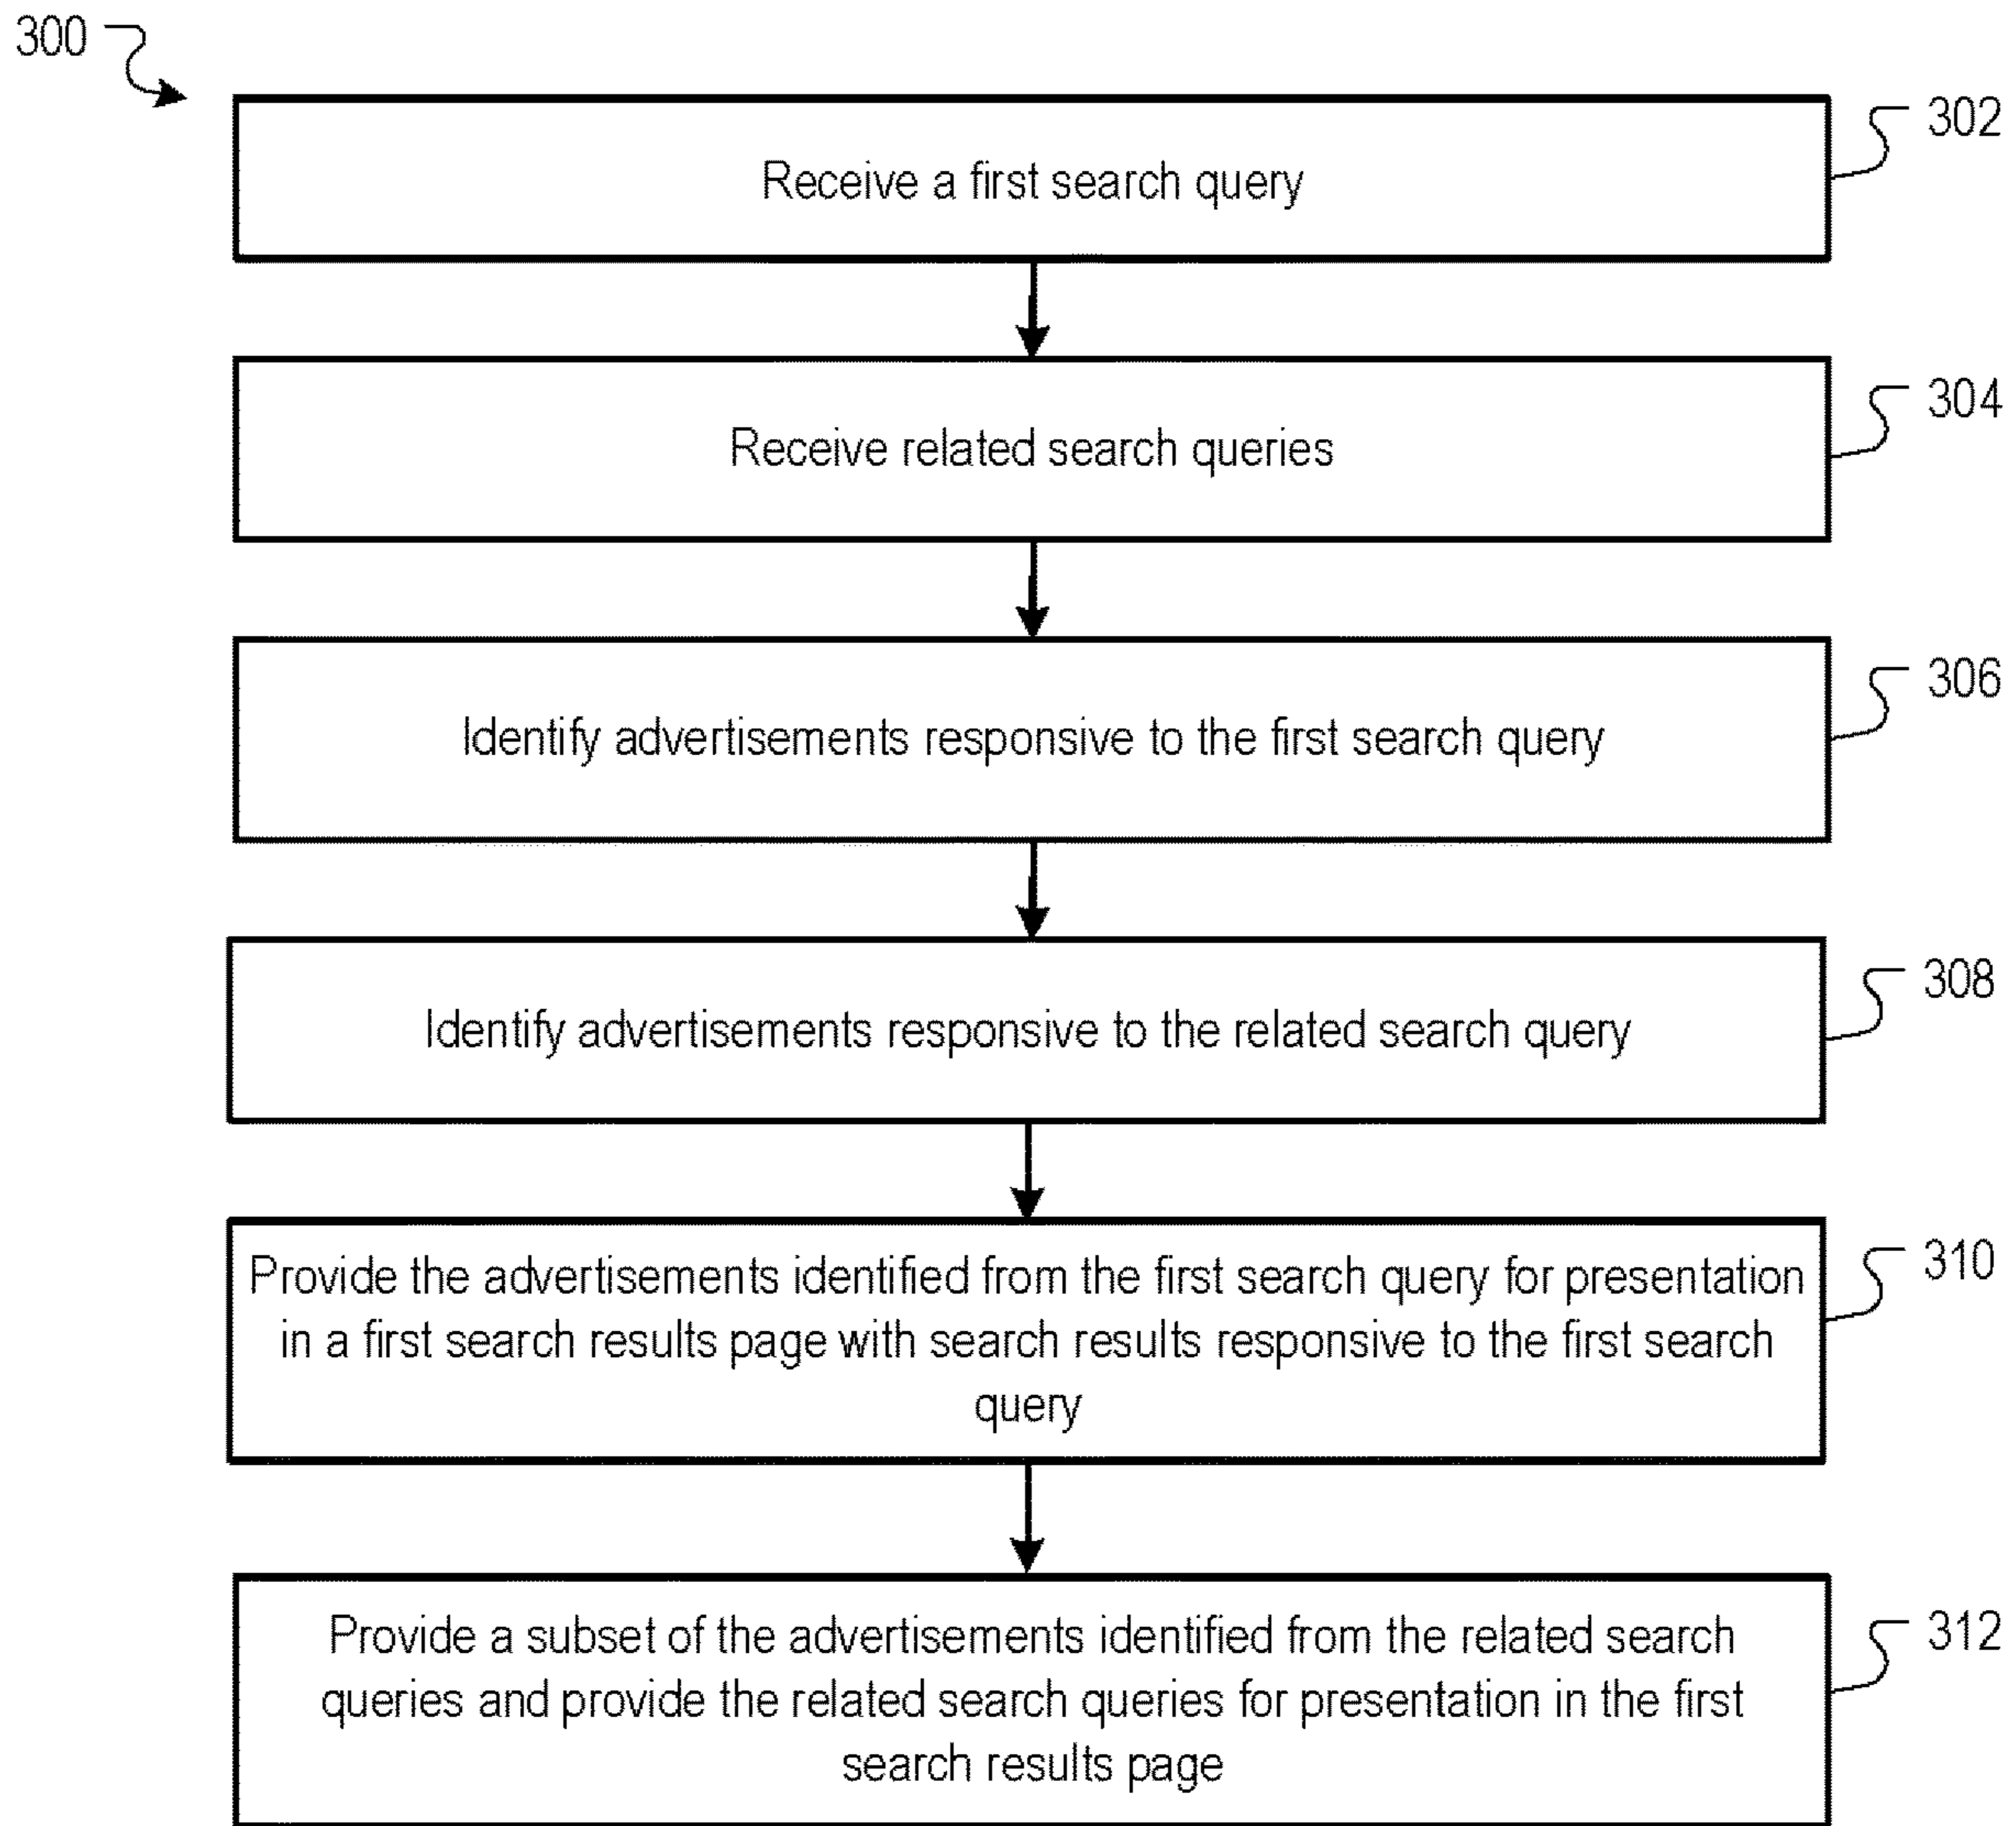 300
Receive a first search query
302
Receive related search queries
304
Identify advertisements responsive to the first search query
306
Identify advertisements responsive to the related search query
308
Provide the advertisements identified from the first search query for presentation
in a first search results page with search results responsive to the first search
query
310
Provide a subset of the advertisements identified from the related search
queries and provide the related search queries for presentation in the first
search results page
312